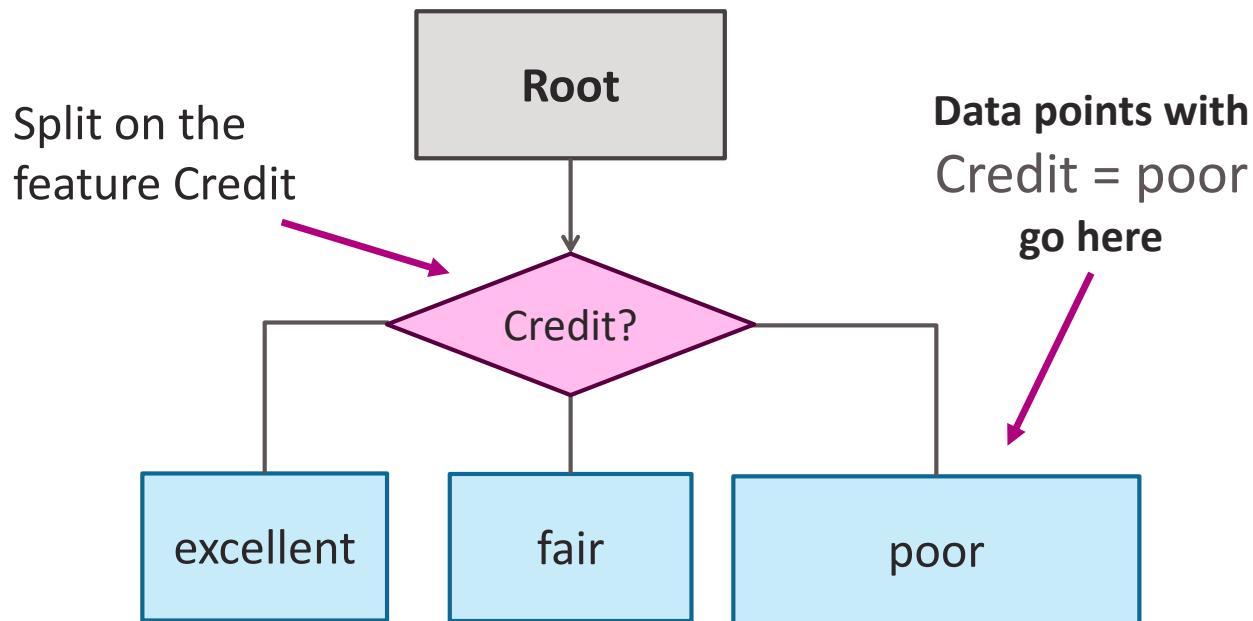 Root
Split on the
feature Credit
Data points with
Credit = poor
go here
Credit?
excellent
fair
poor